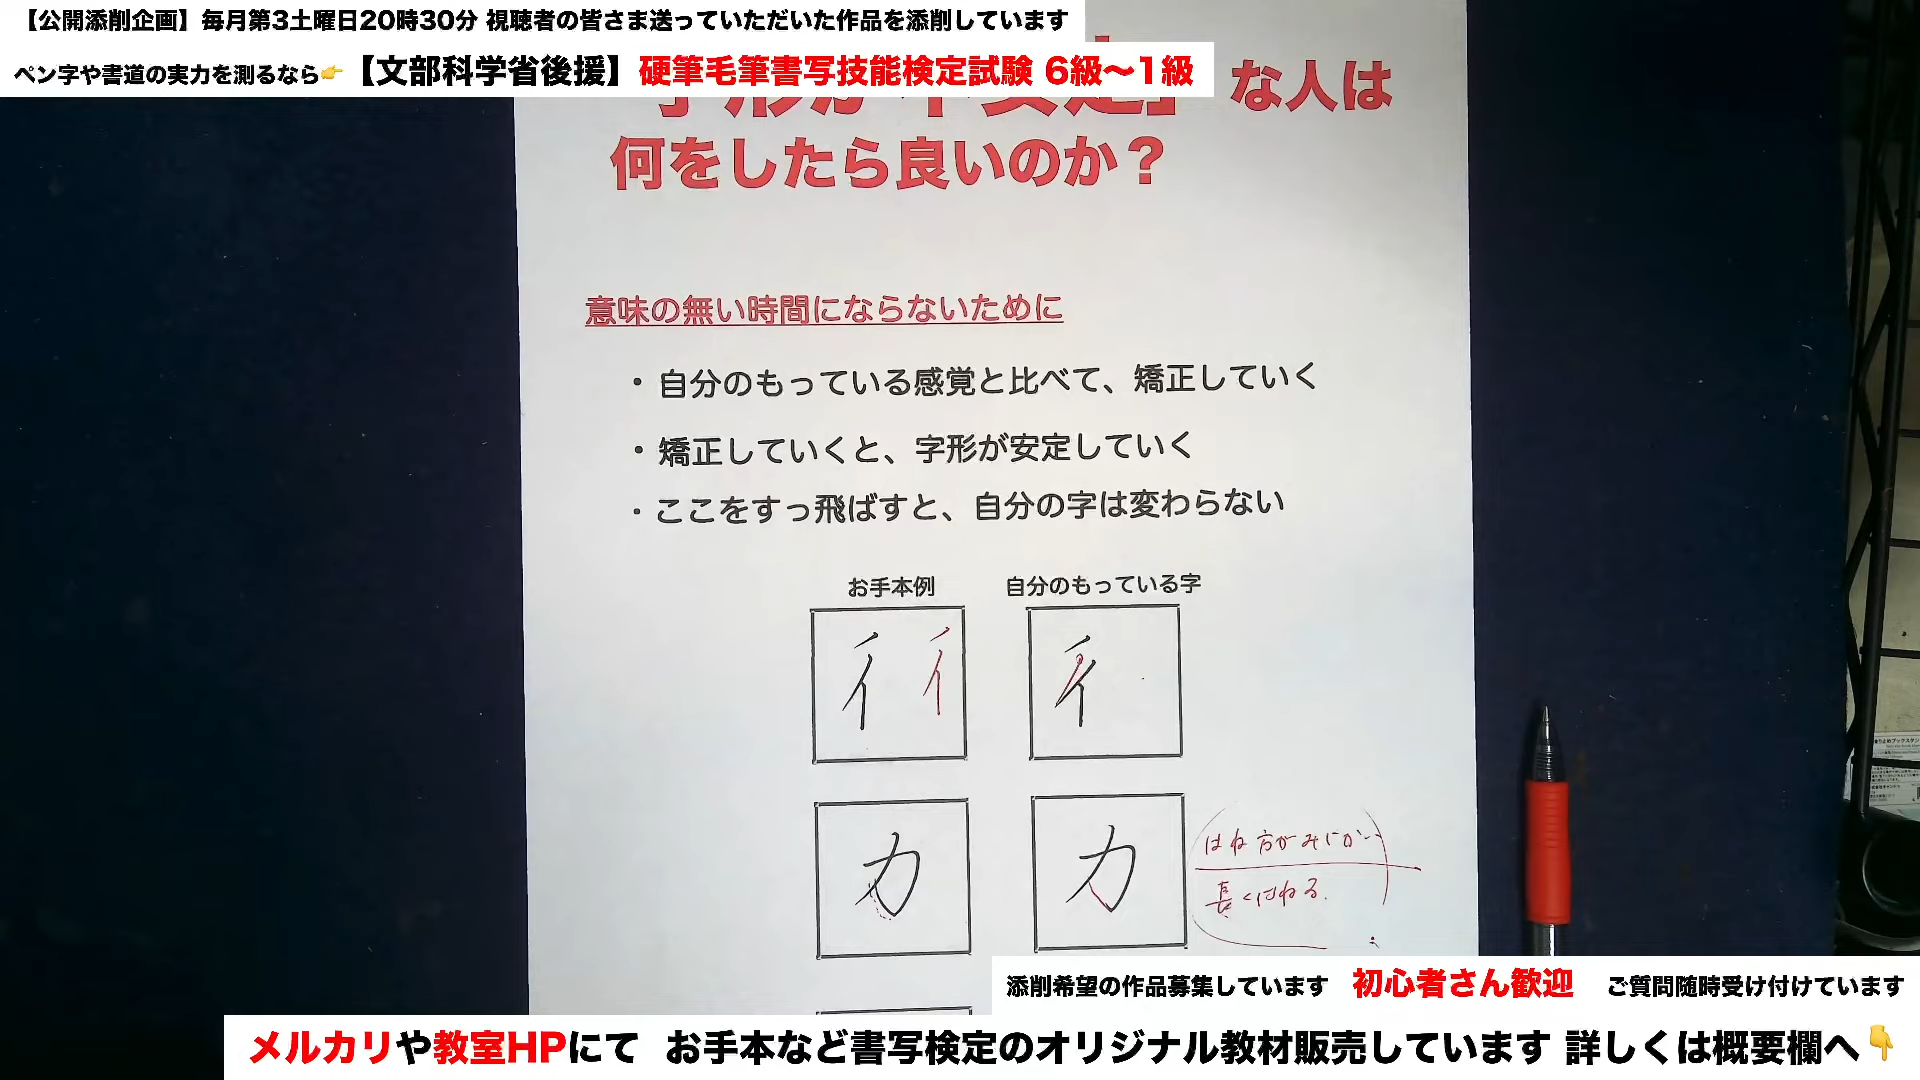 【公開添削企画】毎月第3土曜日20時30分 視聴者の皆さま送っていただいた作品を添削しています
ペン字や書道の実力を測るなら👉【文部科学省後援】硬筆毛筆書写技能検定試験 6級〜1級
な人は
何をしたら良いのか？
意味の無い時間にならないために
・自分のもっている感覚と比べて、矯正していく
・矯正していくと、字形が安定していく
・ここをすっ飛ばすと、自分の字は変わらない
お手本例 自分のもっている字
彳 彳 彳
力 力
はね方がみじかい
長くはねる.
添削希望の作品募集しています 初心者さん歓迎 ご質問随時受け付けています
メルカリや教室HPにて お手本など書写検定のオリジナル教材販売しています 詳しくは概要欄へ👇